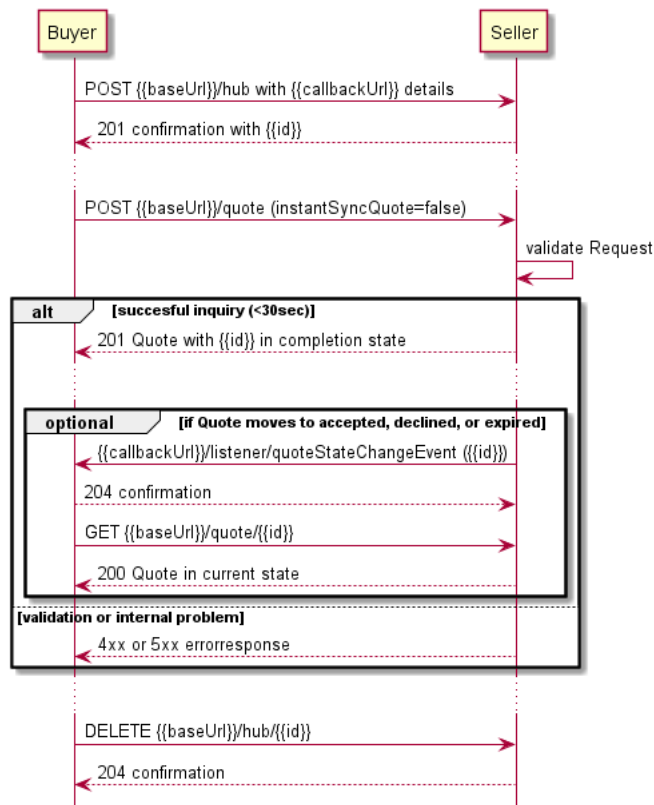 Buyer
Seller
POST {{baseUrl}}/hub with {{callbackUrl}} details
201 confirmation with {{id}}
POST {{baseUrl}}/quote (instantSyncQuote=false)
validate Request
alt
[succesful inquiry (<30sec)]
201 Quote with {{id}} in completion state
optional
[if Quote moves to accepted, declined, or expired]
{{callbackUrl}}/listener/quoteStateChangeEvent ({{id}})
204 confirmation
GET {{baseUrl}}/quote/{{id}}
200 Quote in current state
[validation or internal problem]
4xx or 5xx errorresponse
DELETE {{baseUrl}}/hub/{{id}}
204 confirmation